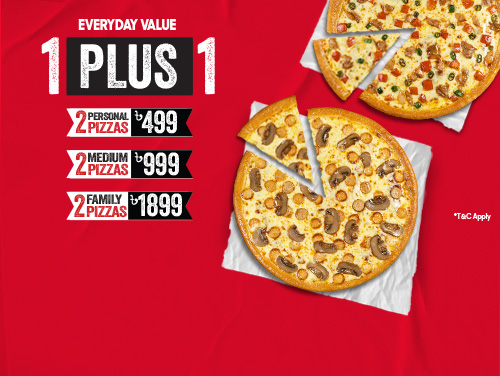 EVERYDAY VALUE
1 PLUS 1
2 PERSONAL PIZZAS ৳499
2 MEDIUM PIZZAS ৳999
2 FAMILY PIZZAS ৳1899
*T&C Apply